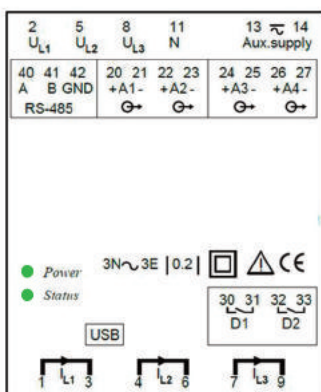 2 5 8 11 13 14
UL1 UL2 UL3 N Aux.supply
40 41 42 20 21 22 23 24 25 26 27
A B GND +A1- +A2- +A3- +A4-
RS-485
Power 3N~3E |0.2| CE
Status
30 31 32 33
D1 D2
USB
IL1 IL2 IL3
1 3 4 6 7 9